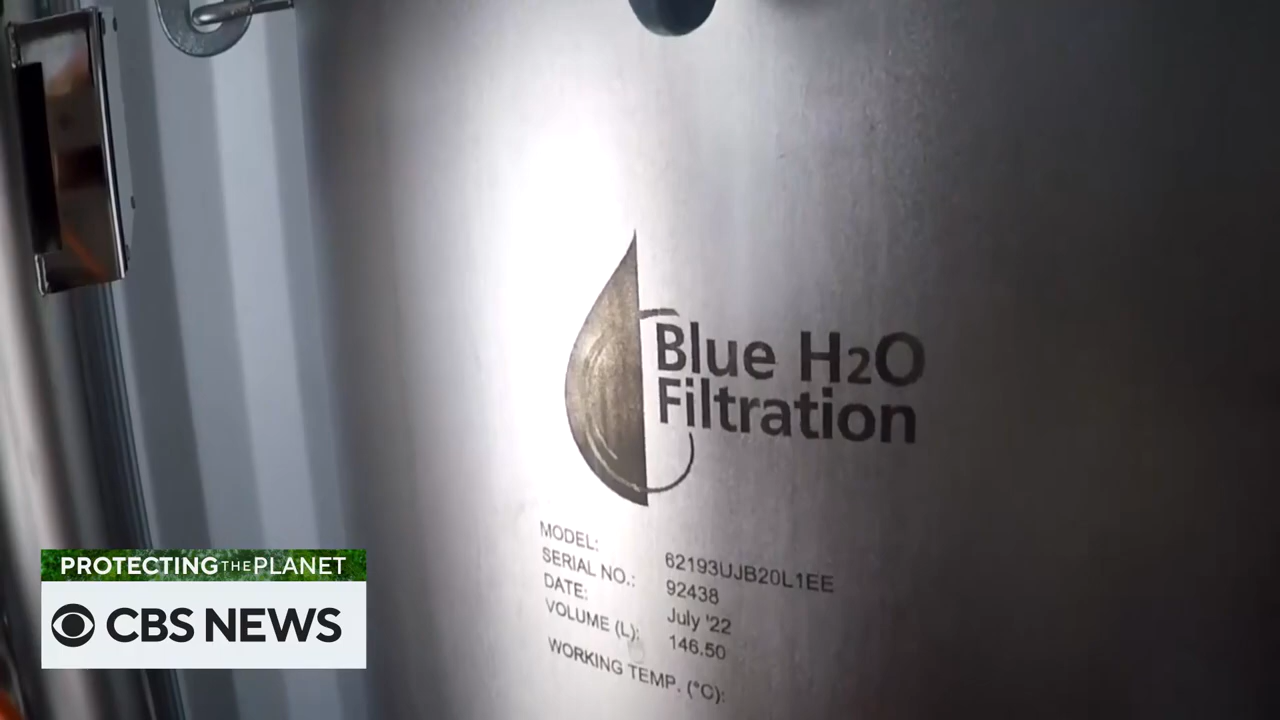 Blue H2O
Filtration
MODEL: 62193UJB20L1EE
SERIAL NO.: 92438
DATE: July '22
VOLUME (L): 146.50
WORKING TEMP. (°C):
PROTECTING THE PLANET
CBS NEWS